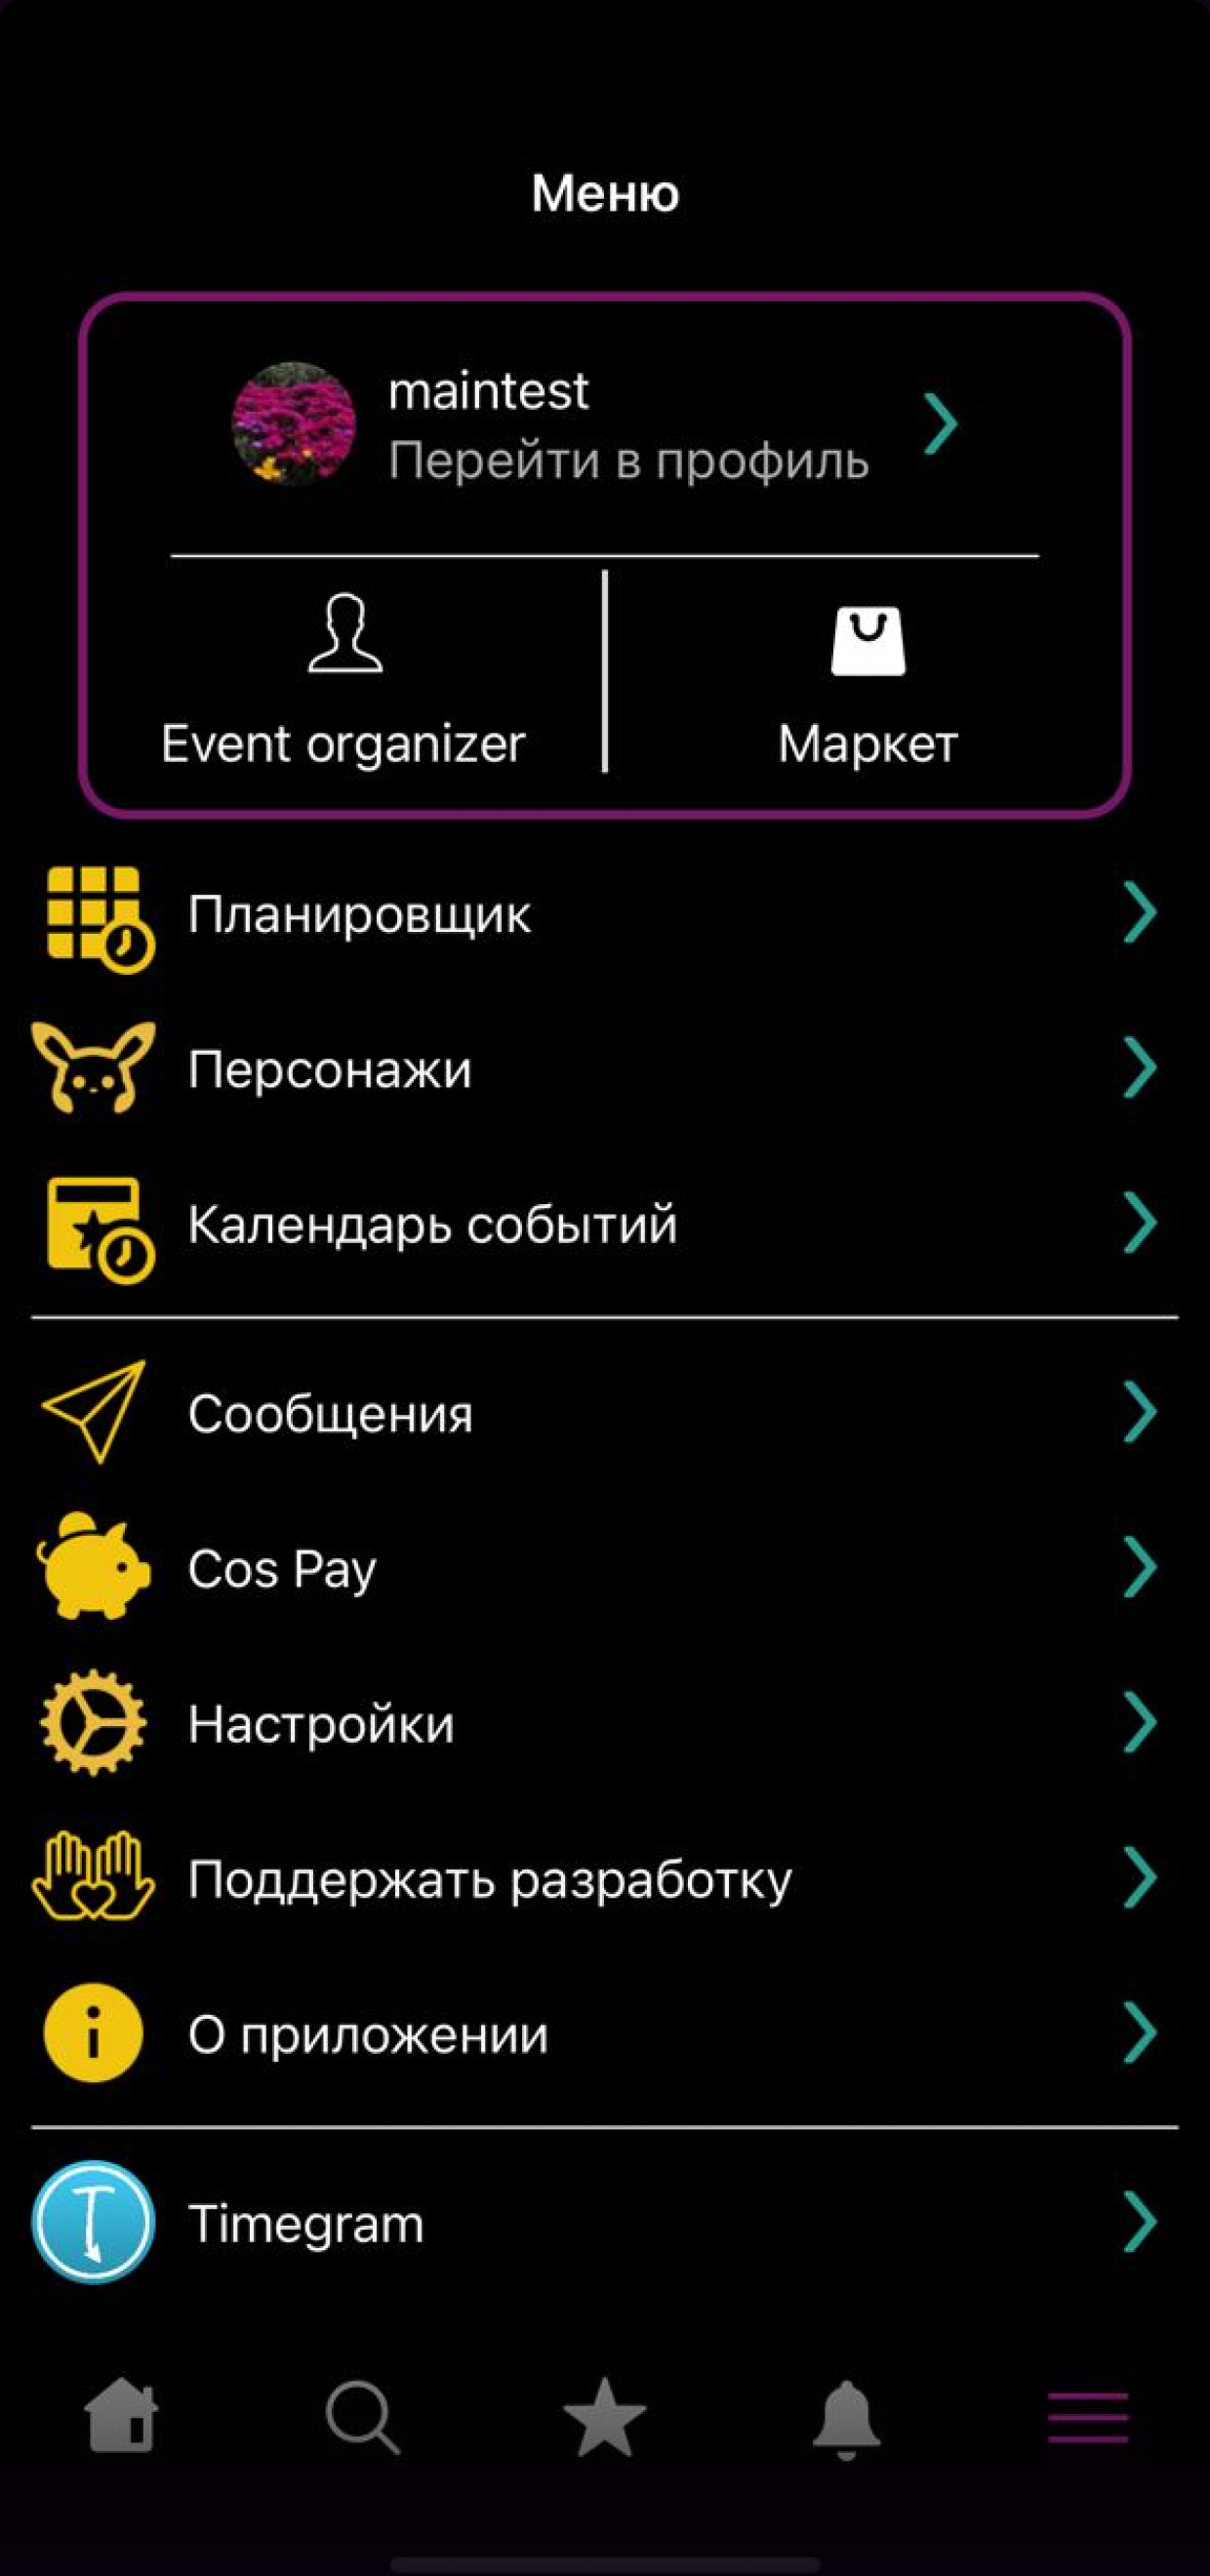 Меню
maintest
Перейти в профиль
Event organizer
Маркет
Планировщик
Персонажи
Календарь событий
Сообщения
Cos Pay
Настройки
Поддержать разработку
О приложении
Timegram